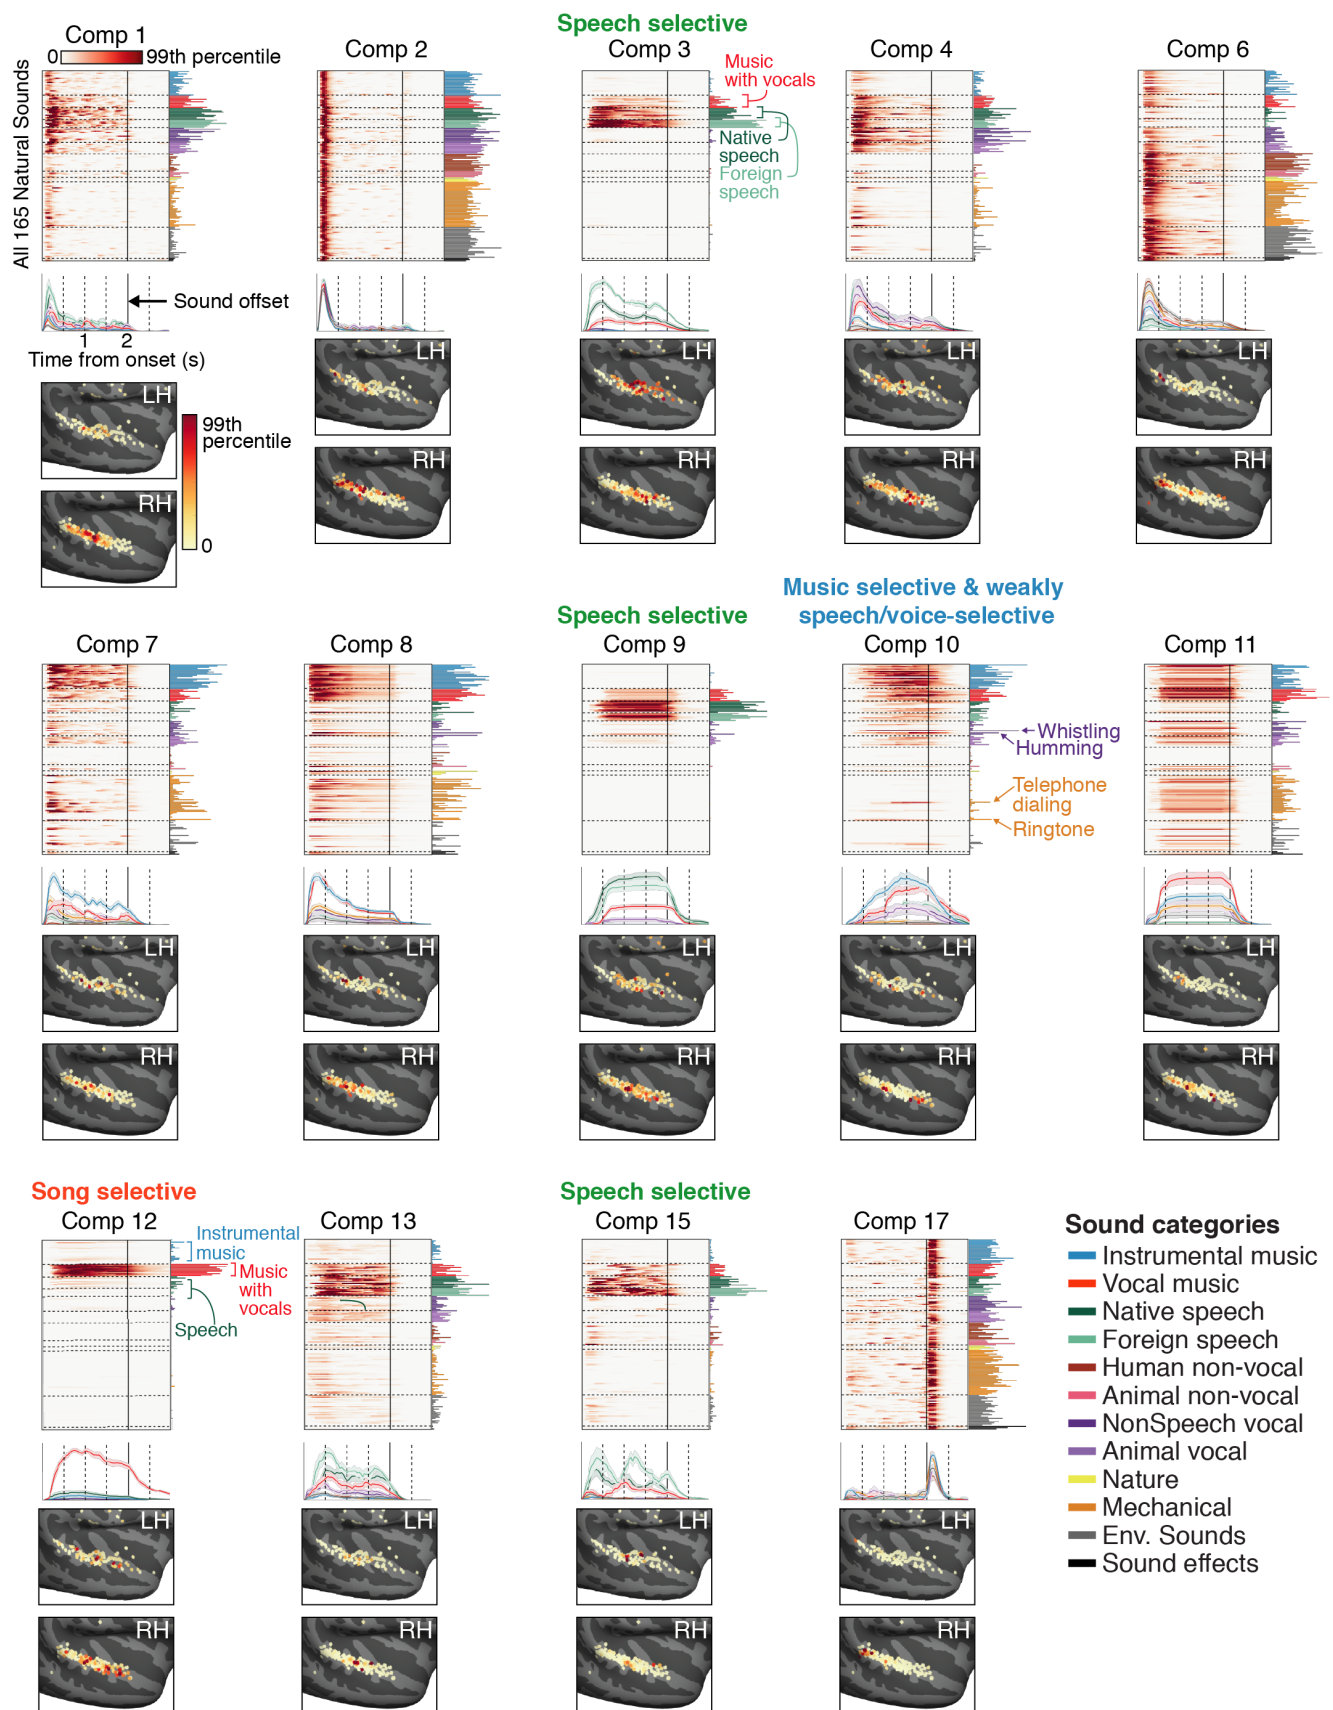 Speech selective
Comp 1
Comp 2
Comp 3
Comp 4
Comp 6
0
99th percentile
All 165 Natural Sounds
Music
with vocals
Native
speech
Foreign
speech
Sound offset
1
2
Time from onset (s)
LH
RH
99th
percentile
0
LH
RH
LH
RH
LH
RH
LH
RH
Music selective & weakly
speech/voice-selective
Speech selective
Comp 7
Comp 8
Comp 9
Comp 10
Comp 11
Whistling
Humming
Telephone
dialing
Ringtone
LH
LH
LH
LH
LH
RH
RH
RH
RH
RH
Song selective
Speech selective
Comp 12
Comp 13
Comp 15
Comp 17
Instrumental
music
Music
with
vocals
Speech
LH
LH
LH
LH
RH
RH
RH
RH
Sound categories
Instrumental music
Vocal music
Native speech
Foreign speech
Human non-vocal
Animal non-vocal
NonSpeech vocal
Animal vocal
Nature
Mechanical
Env. Sounds
Sound effects